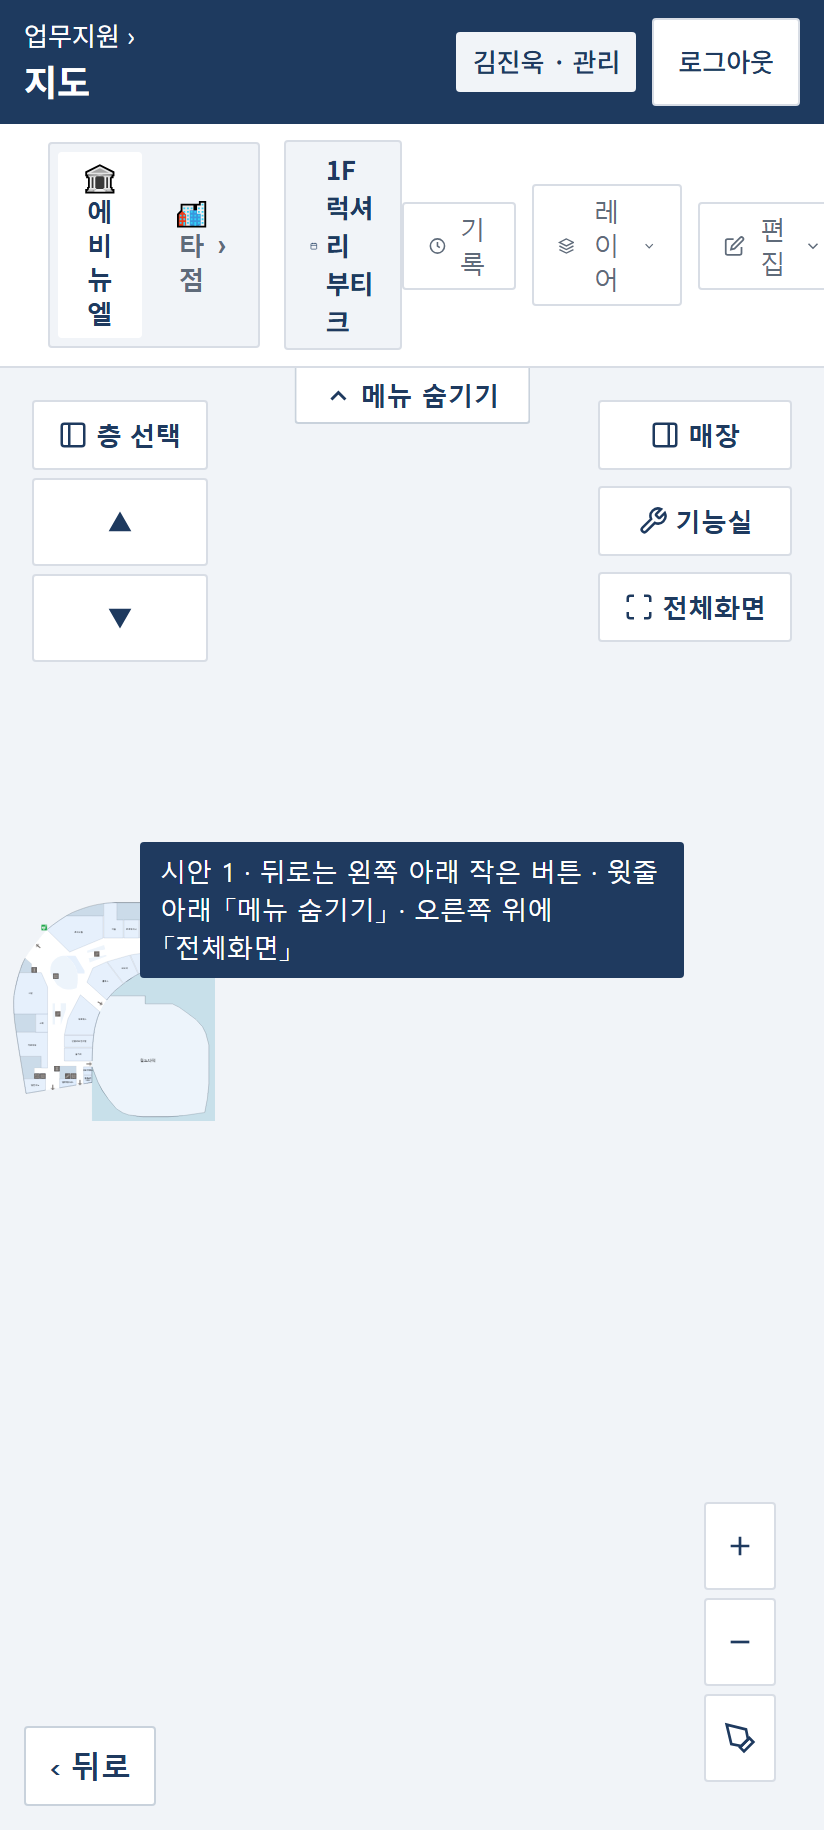 업무지원 ›
지도
김진욱 · 관리
로그아웃
에
비
뉴
엘
타
점
›
1F
럭셔
리
부티
크
기
록
레
이
어
편
집
메뉴 숨기기
층 선택
▲
▼
매장
기능실
전체화면
시안 1 · 뒤로는 왼쪽 아래 작은 버튼 · 윗줄
아래 「메뉴 숨기기」 · 오른쪽 위에
「전체화면」
+
−
‹ 뒤로